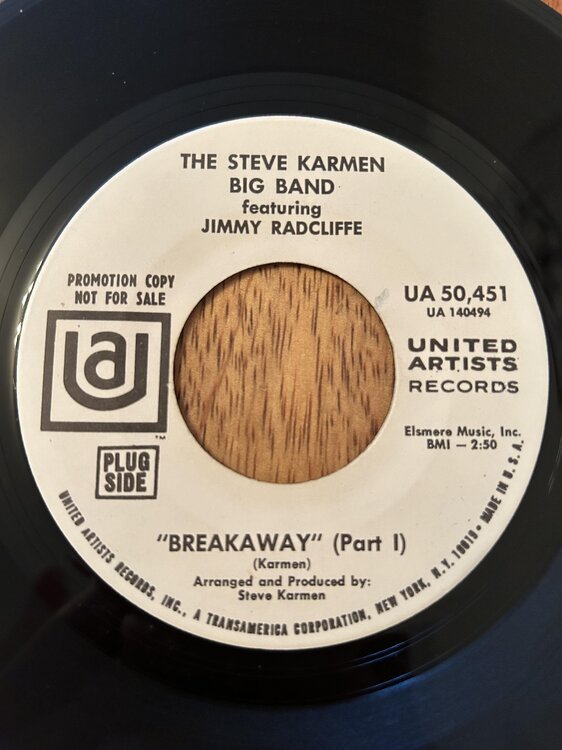 THE STEVE KARMEN
BIG BAND
featuring
JIMMY RADCLIFFE
PROMOTION COPY
NOT FOR SALE
UA
™
PLUG
SIDE
UA 50,451
UA 140494
UNITED
ARTISTS
RECORDS
Elsmere Music, Inc.
BMI — 2:50
"BREAKAWAY" (Part I)
(Karmen)
Arranged and Produced by:
Steve Karmen
UNITED ARTISTS RECORDS, INC., A TRANSAMERICA CORPORATION, NEW YORK, N.Y. 10019 • MADE IN U.S.A.